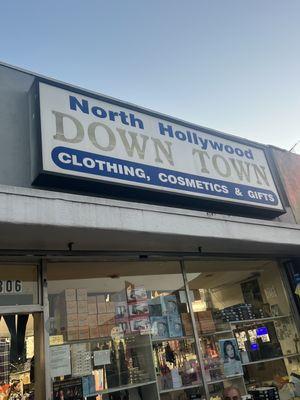 North Hollywood
DOWN TOWN
CLOTHING, COSMETICS & GIFTS
306